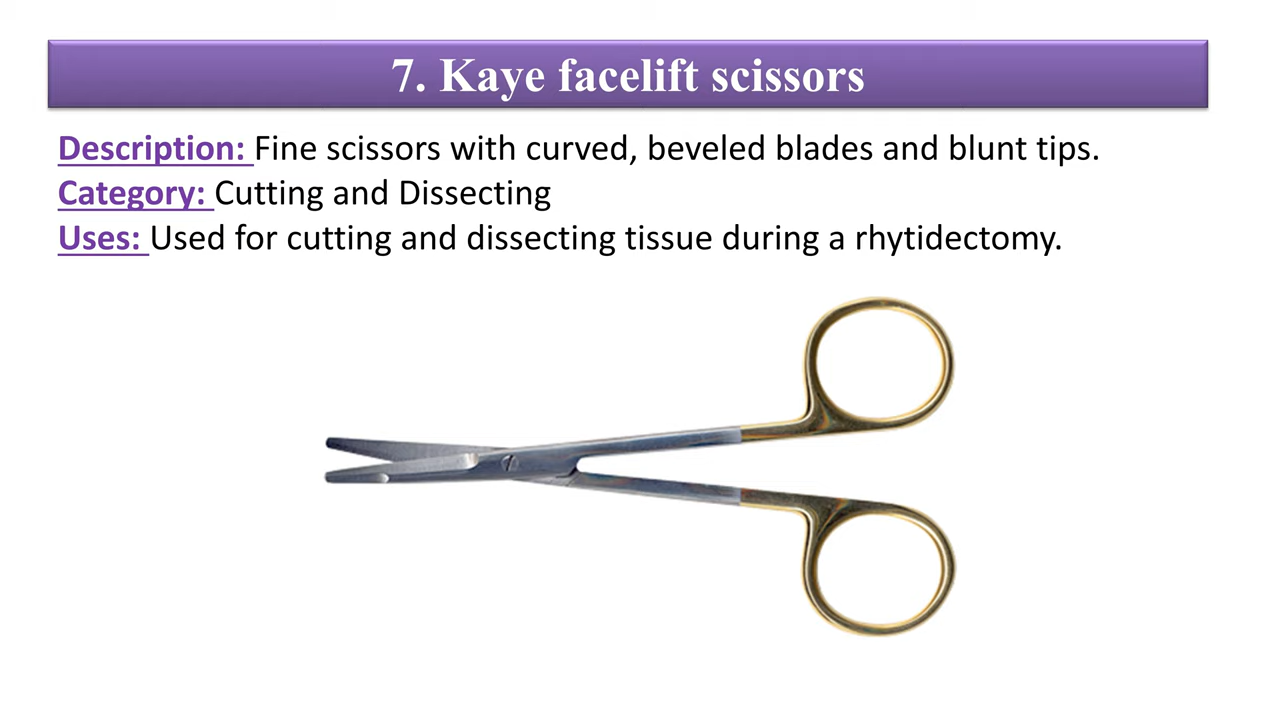 7. Kaye facelift scissors
Description: Fine scissors with curved, beveled blades and blunt tips.
Category: Cutting and Dissecting
Uses: Used for cutting and dissecting tissue during a rhytidectomy.